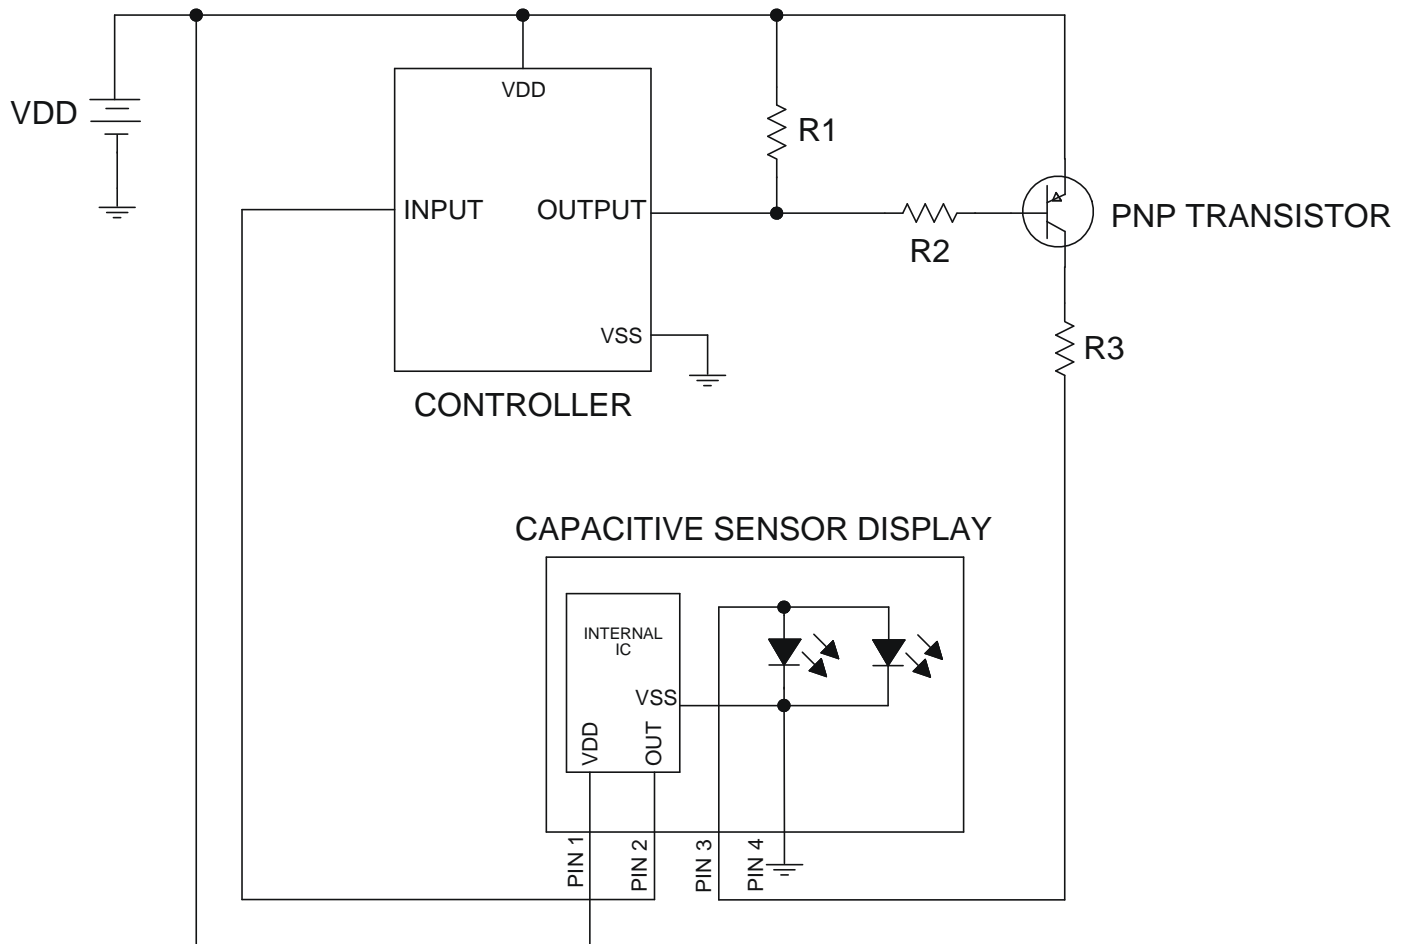 VDD
VDD
R1
INPUT
OUTPUT
R2
PNP TRANSISTOR
VSS
R3
CONTROLLER
CAPACITIVE SENSOR DISPLAY
INTERNAL
IC
VSS
VDD
OUT
PIN 1
PIN 2
PIN 3
PIN 4